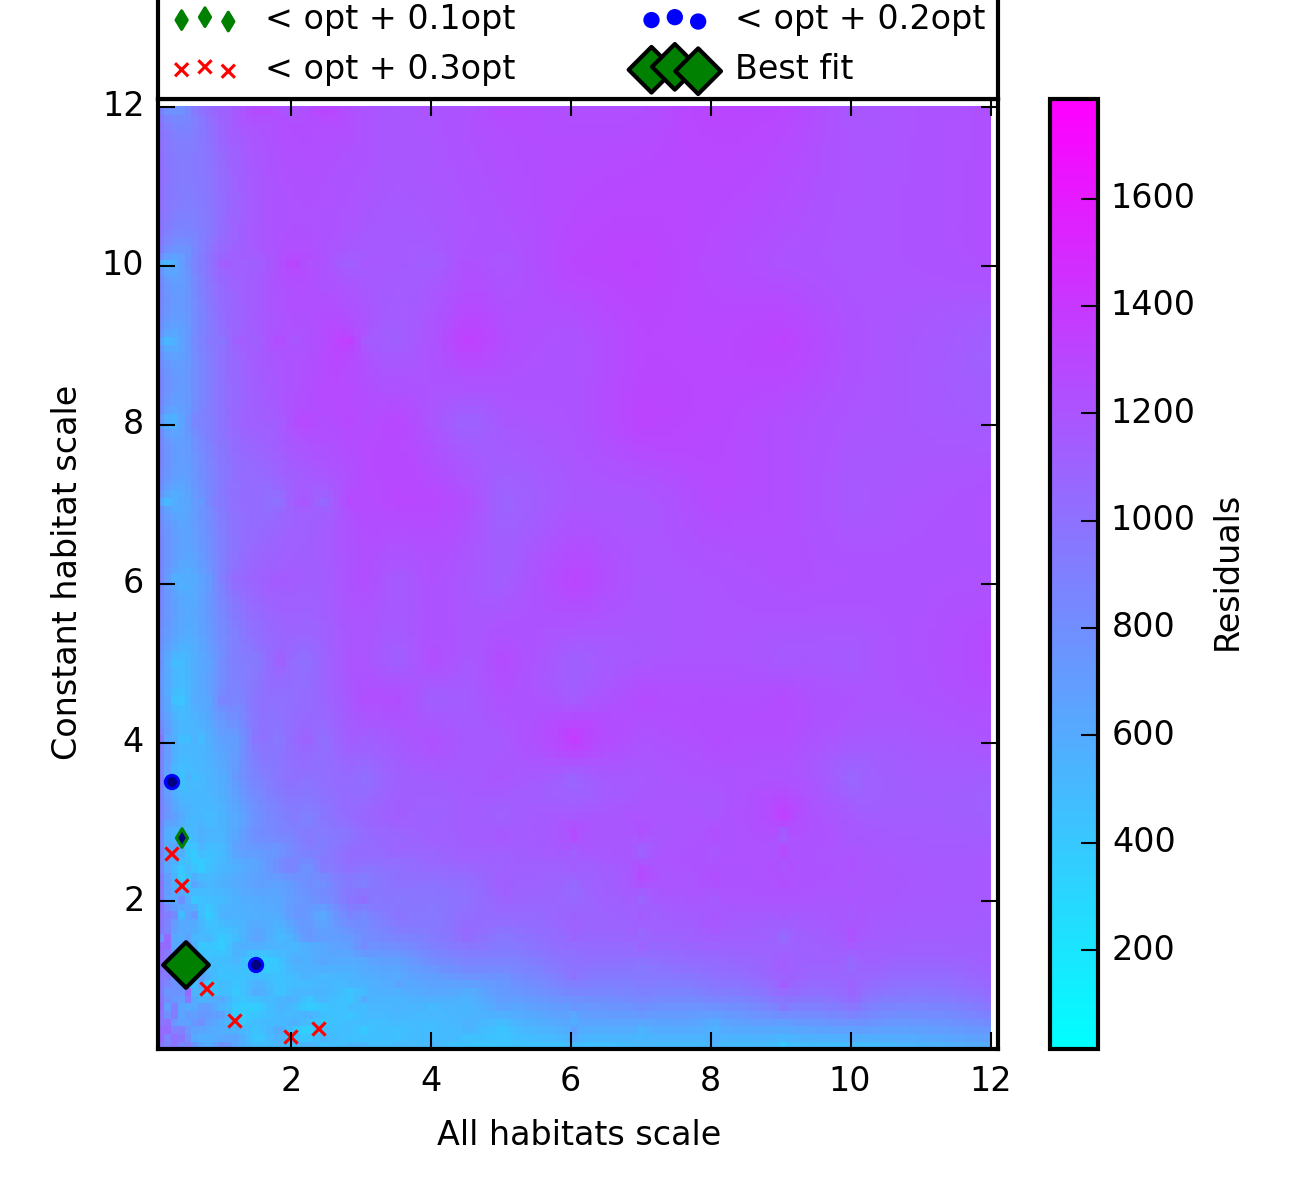 < opt + 0.1opt
< opt + 0.2opt
< opt + 0.3opt
Best fit
12
10
8
6
4
2
Constant habitat scale
2
4
6
8
10
12
All habitats scale
1600
1400
1200
1000
800
600
400
200
Residuals